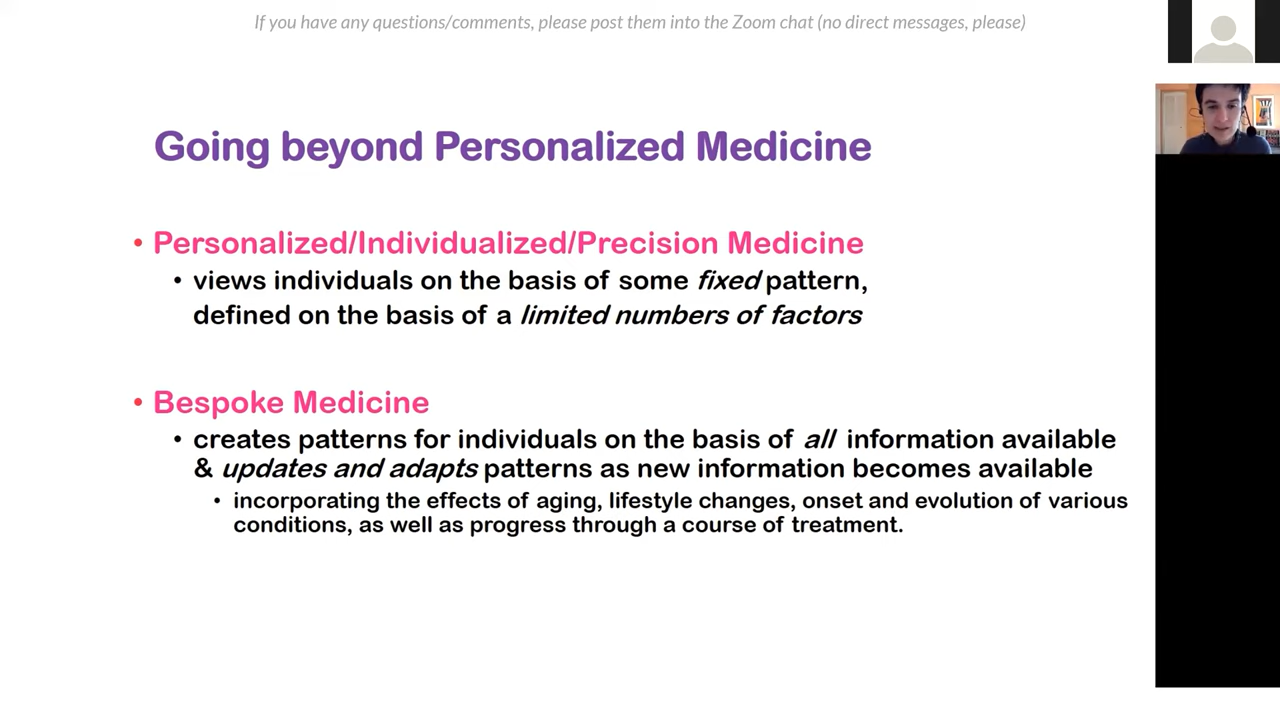 If you have any questions/comments, please post them into the Zoom chat (no direct messages, please)
Going beyond Personalized Medicine
• Personalized/Individualized/Precision Medicine
• views individuals on the basis of some fixed pattern,
defined on the basis of a limited numbers of factors
• Bespoke Medicine
• creates patterns for individuals on the basis of all information available
& updates and adapts patterns as new information becomes available
• incorporating the effects of aging, lifestyle changes, onset and evolution of various
conditions, as well as progress through a course of treatment.